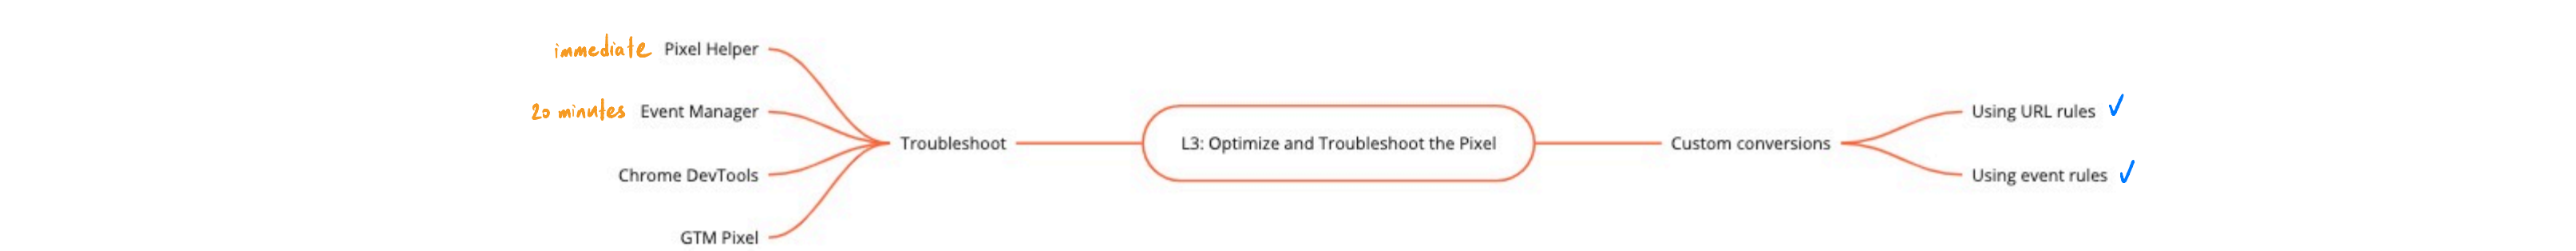 immediate Pixel Helper
20 minutes Event Manager
Chrome DevTools
GTM Pixel
Troubleshoot
L3: Optimize and Troubleshoot the Pixel
Custom conversions
Using URL rules ✓
Using event rules ✓